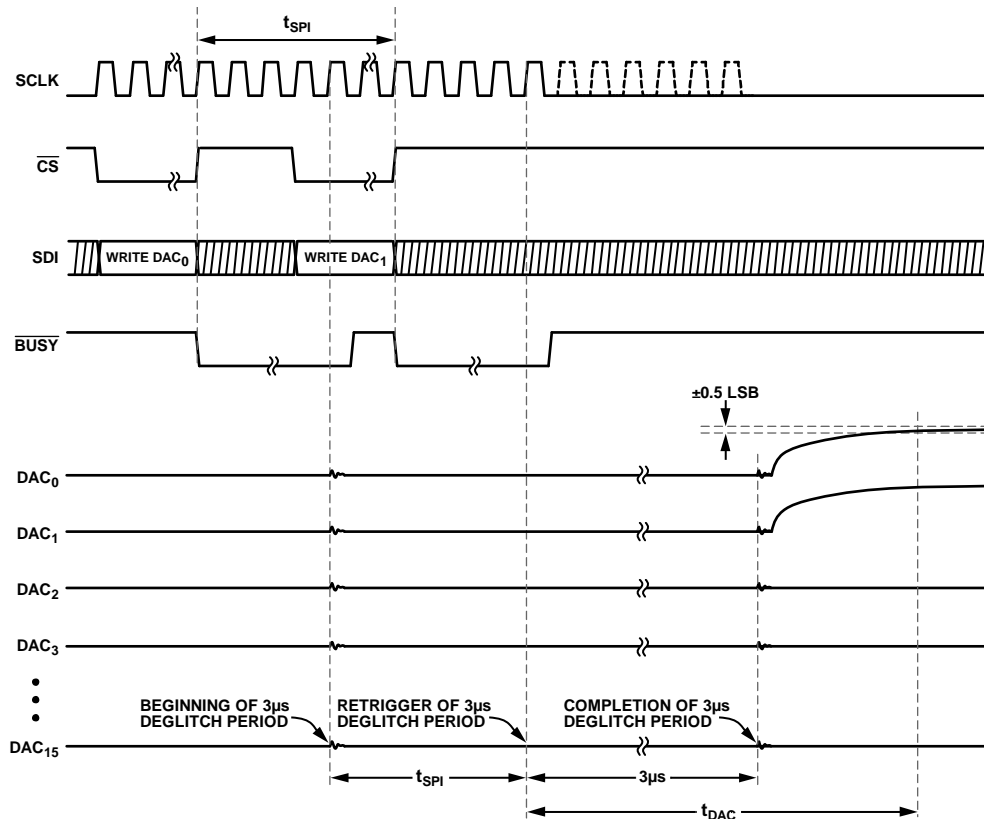 tSPI
SCLK
CS
SDI
WRITE DAC0
WRITE DAC1
BUSY
±0.5 LSB
DAC0
DAC1
DAC2
DAC3
BEGINNING OF 3µs
DEGLITCH PERIOD
RETRIGGER OF 3µs
DEGLITCH PERIOD
COMPLETION OF 3µs
DEGLITCH PERIOD
DAC15
tSPI
3µs
tDAC